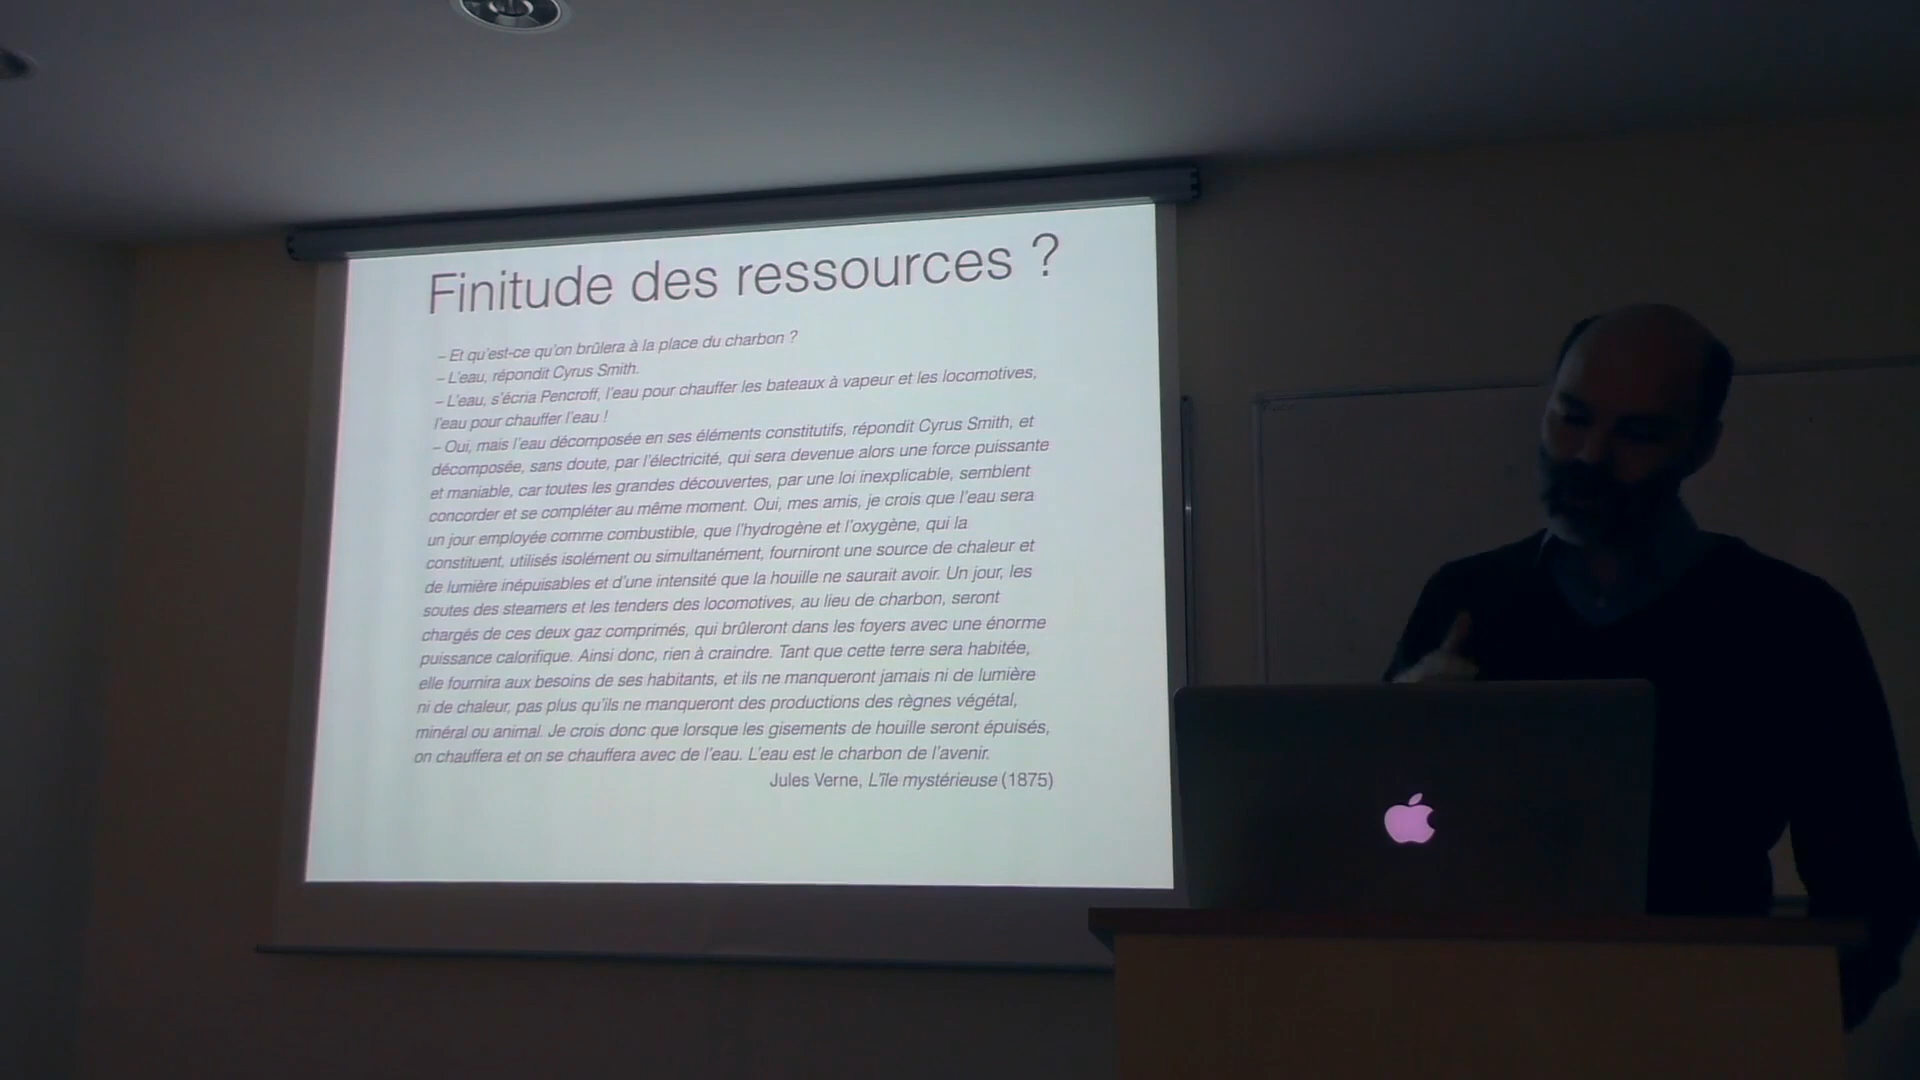 Finitude des ressources ?
– Et qu'est-ce qu'on brûlera à la place du charbon ?
– L'eau, répondit Cyrus Smith.
– L'eau, s'écria Pencroff, l'eau pour chauffer les bateaux à vapeur et les locomotives,
l'eau pour chauffer l'eau !
– Oui, mais l'eau décomposée en ses éléments constitutifs, répondit Cyrus Smith, et
décomposée, sans doute, par l'électricité, qui sera devenue alors une force puissante
et maniable, car toutes les grandes découvertes, par une loi inexplicable, semblent
concorder et se compléter au même moment. Oui, mes amis, je crois que l'eau sera
un jour employée comme combustible, que l'hydrogène et l'oxygène, qui la
constituent, utilisés isolément ou simultanément, fourniront une source de chaleur et
de lumière inépuisables et d'une intensité que la houille ne saurait avoir. Un jour, les
soutes des steamers et les tenders des locomotives, au lieu de charbon, seront
chargés de ces deux gaz comprimés, qui brûleront dans les foyers avec une énorme
puissance calorifique. Ainsi donc, rien à craindre. Tant que cette terre sera habitée,
elle fournira aux besoins de ses habitants, et ils ne manqueront jamais ni de lumière
ni de chaleur, pas plus qu'ils ne manqueront des productions des règnes végétal,
minéral ou animal. Je crois donc que lorsque les gisements de houille seront épuisés,
on chauffera et on se chauffera avec de l'eau. L'eau est le charbon de l'avenir.
Jules Verne, L'île mystérieuse (1875)